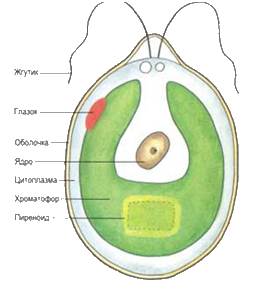 Жгутик
Глазок
Оболочка
Ядро
Цитоплазма
Хроматофор
Пиреноид